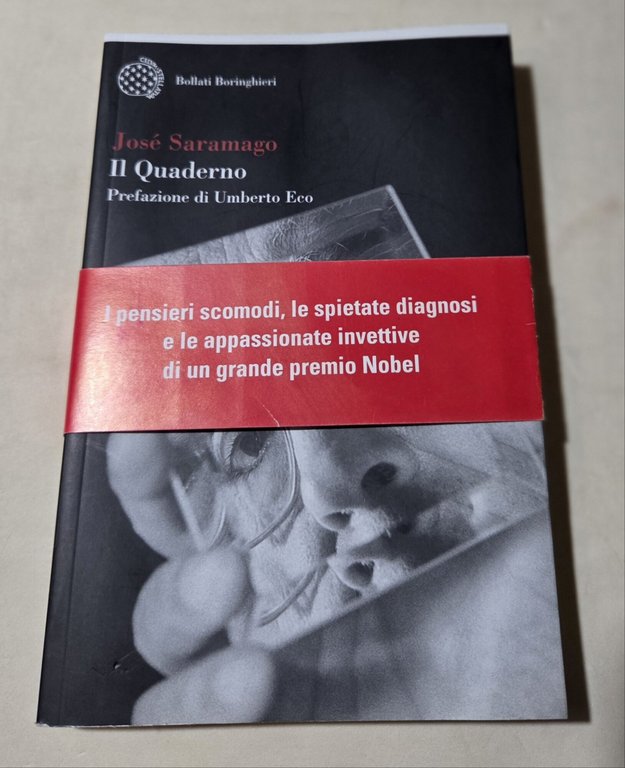 Bollati Boringhieri
José Saramago
Il Quaderno
Prefazione di Umberto Eco
I pensieri scomodi, le spietate diagnosi
e le appassionate invettive
di un grande premio Nobel